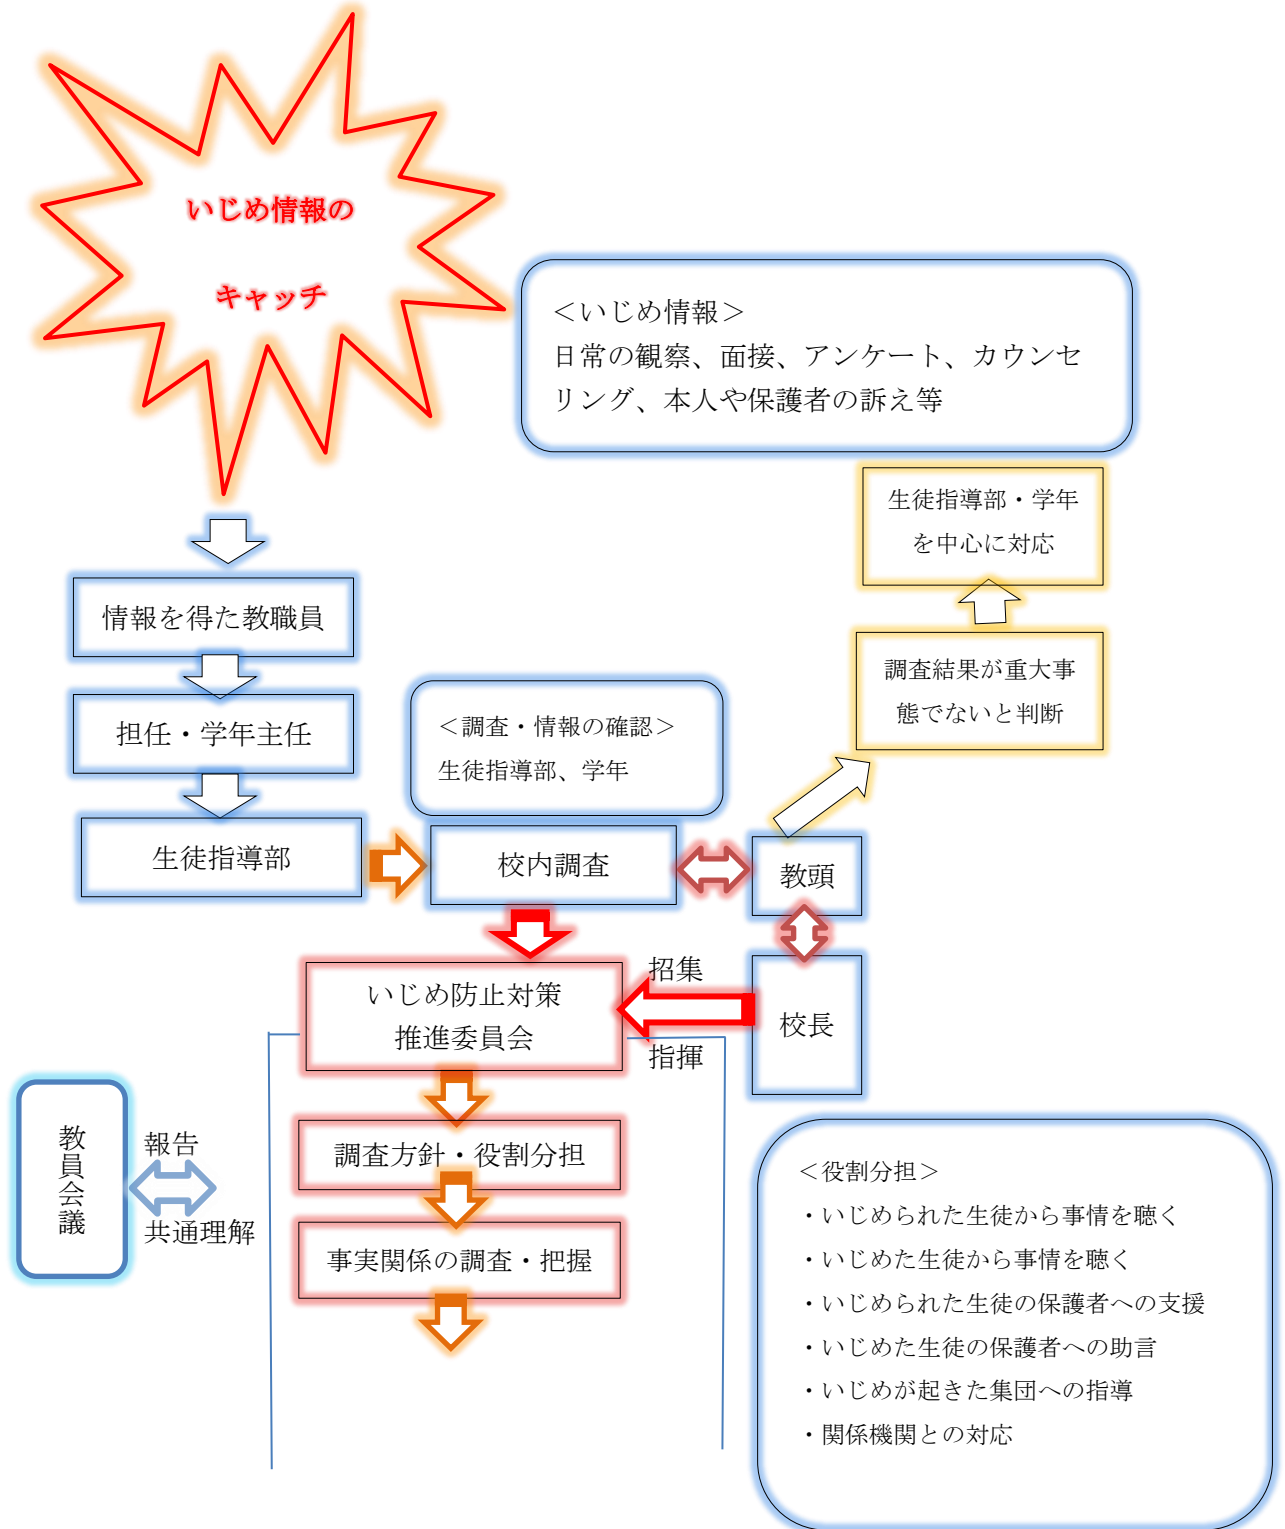 いじめ情報の
キャッチ
＜いじめ情報＞
日常の観察、面接、アンケート、カウンセ
リング、本人や保護者の訴え等
生徒指導部・学年
を中心に対応
情報を得た教職員
調査結果が重大事
態でないと判断
担任・学年主任
＜調査・情報の確認＞
生徒指導部、学年
生徒指導部
校内調査
教頭
いじめ防止対策
推進委員会
招集
指揮
校長
教員会議
報告
共通理解
調査方針・役割分担
事実関係の調査・把握
＜役割分担＞
・いじめられた生徒から事情を聴く
・いじめた生徒から事情を聴く
・いじめられた生徒の保護者への支援
・いじめた生徒の保護者への助言
・いじめが起きた集団への指導
・関係機関との対応